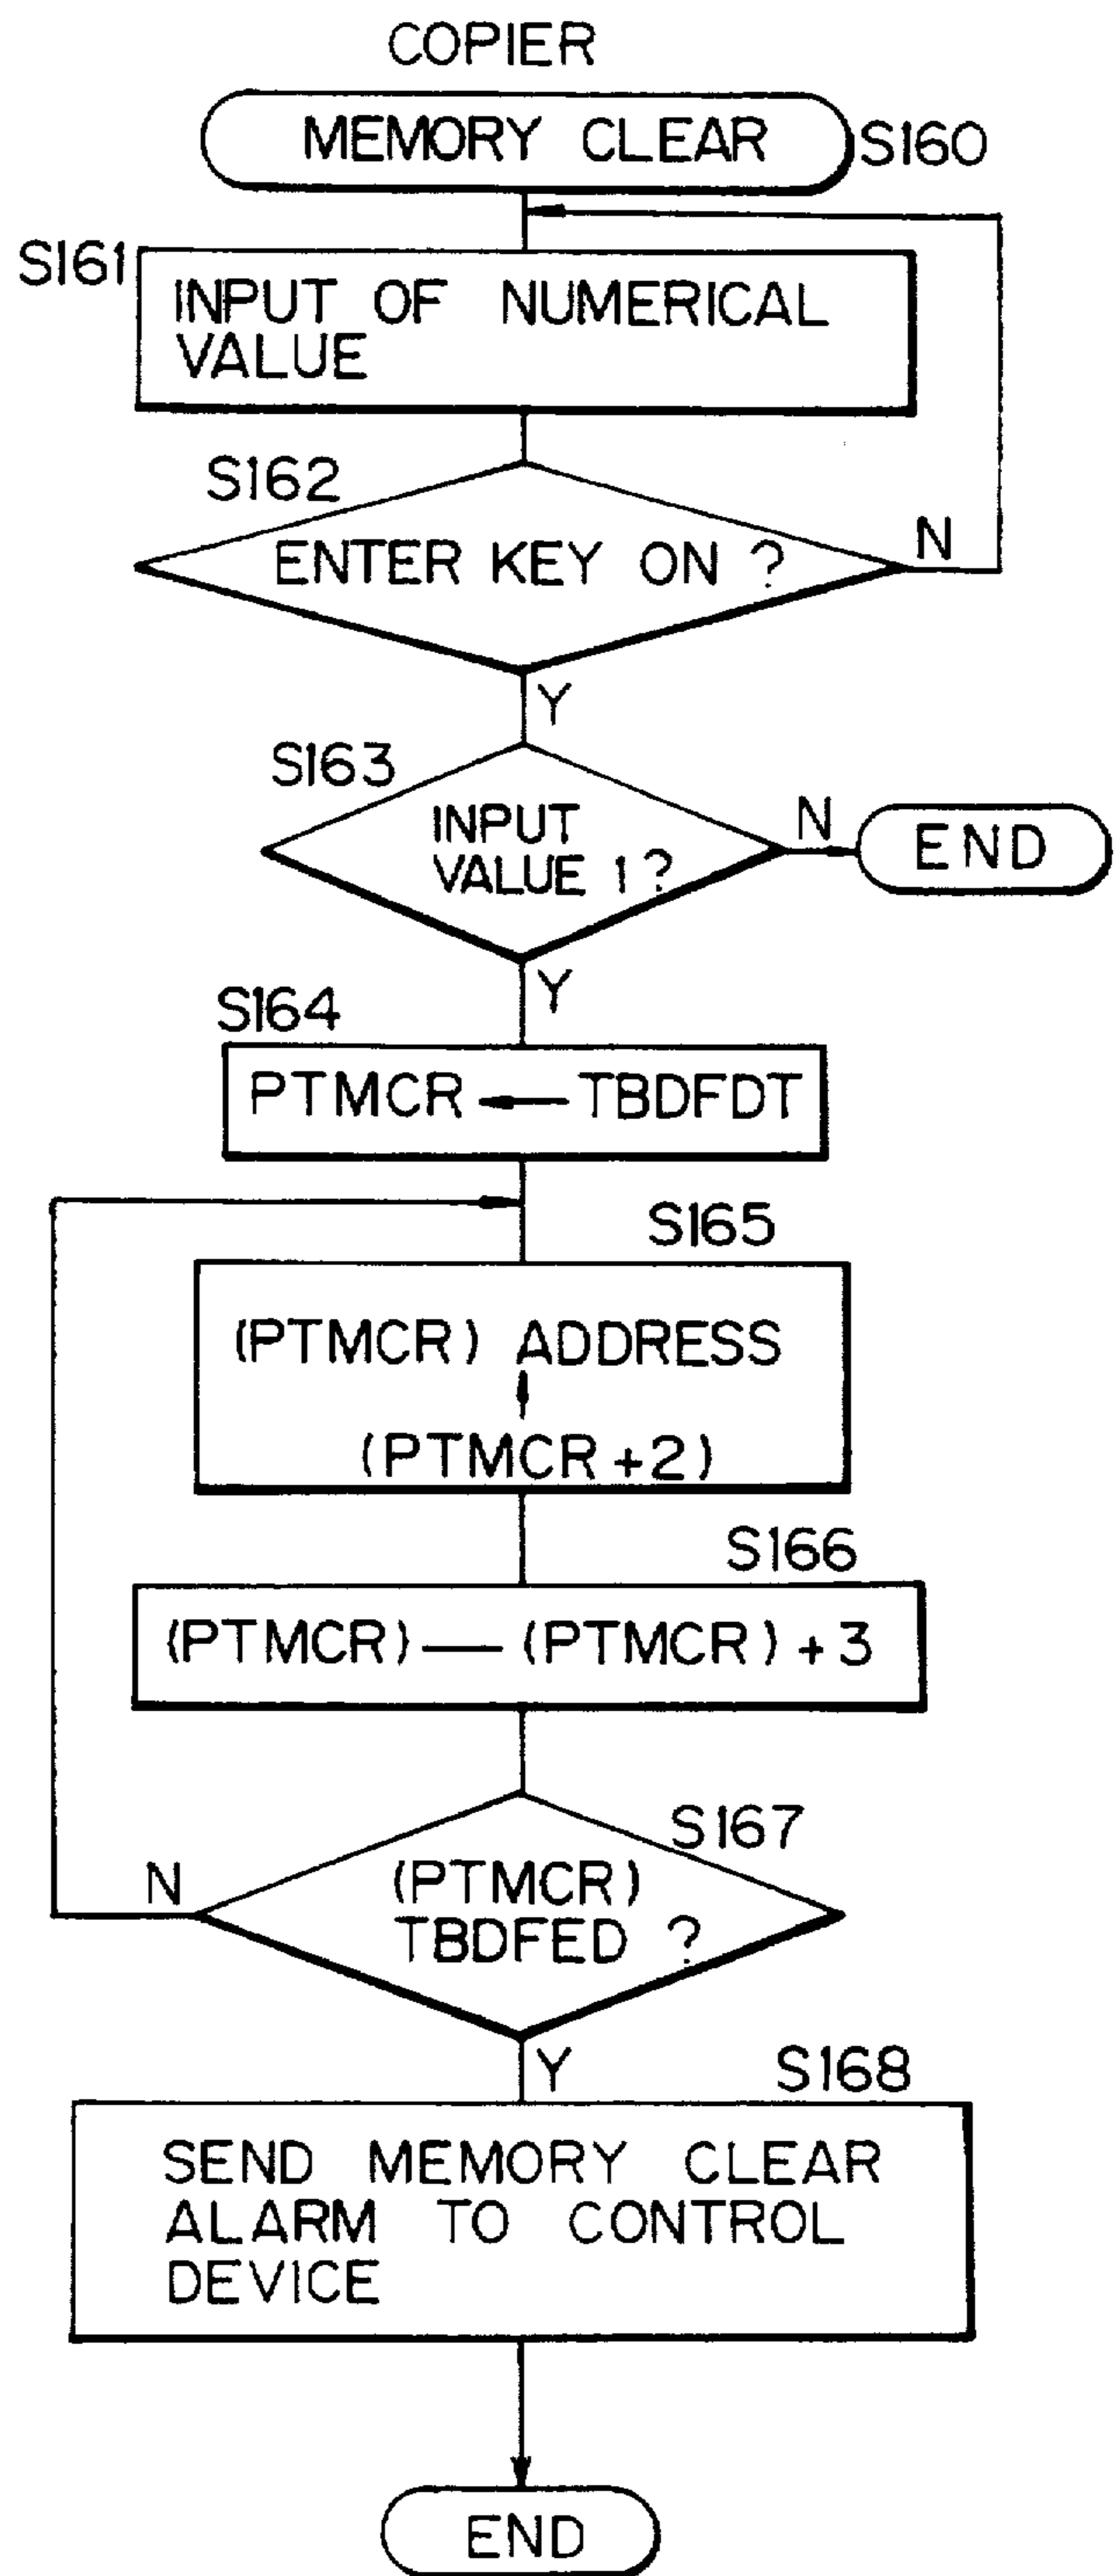 COPIER
MEMORY CLEAR
S160
S161
INPUT OF NUMERICAL
VALUE
S162
ENTER KEY ON ?
N
Y
S163
INPUT
VALUE 1 ?
N
END
Y
S164
PTMCR ← TBDFDT
S165
(PTMCR) ADDRESS
↑
(PTMCR +2)
S166
(PTMCR) — (PTMCR) + 3
S167
(PTMCR)
TBDFED ?
N
Y
S168
SEND MEMORY CLEAR
ALARM TO CONTROL
DEVICE
END